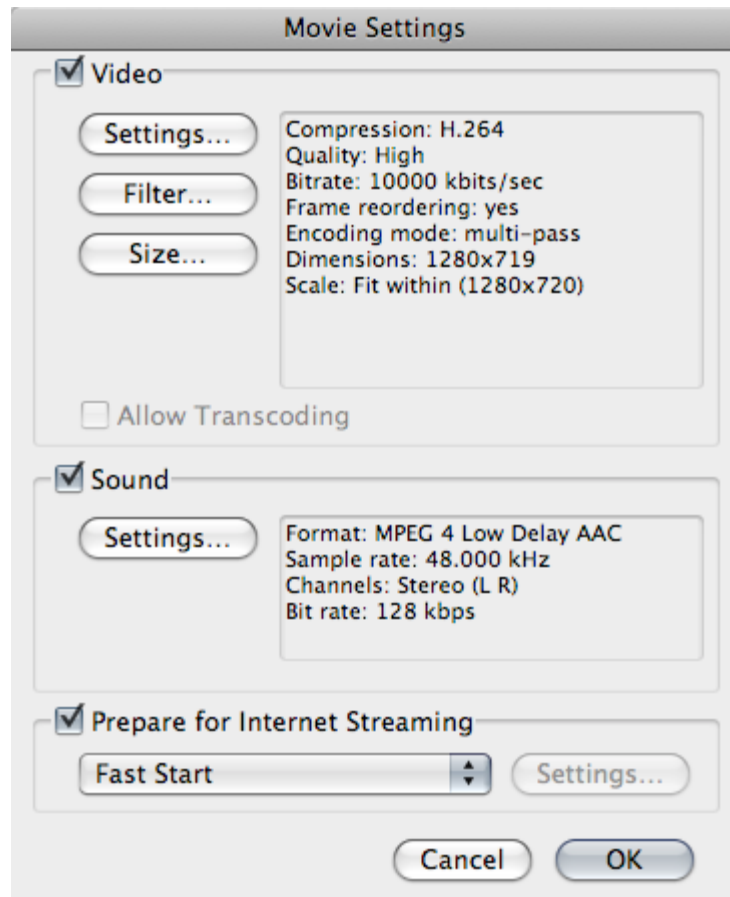 Movie Settings
Video
Settings...
Filter...
Size...
Compression: H.264
Quality: High
Bitrate: 10000 kbits/sec
Frame reordering: yes
Encoding mode: multi-pass
Dimensions: 1280x719
Scale: Fit within (1280x720)
Allow Transcoding
Sound
Settings...
Format: MPEG 4 Low Delay AAC
Sample rate: 48.000 kHz
Channels: Stereo (L R)
Bit rate: 128 kbps
Prepare for Internet Streaming
Fast Start
Settings...
Cancel
OK